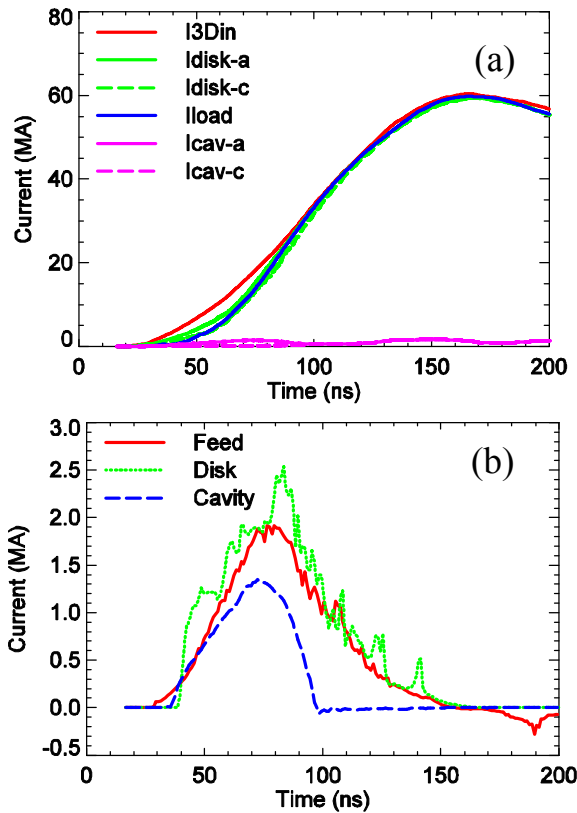 80
I3Din
(a)
Idisk-a
60
Idisk-c
Iload
Icav-a
40
Icav-c
Current (MA)
20
0
0 50 100 150 200
Time (ns)
3.0
Feed
(b)
2.5
Disk
Cavity
2.0
1.5
Current (MA)
1.0
0.5
0.0
-0.5
0 50 100 150 200
Time (ns)